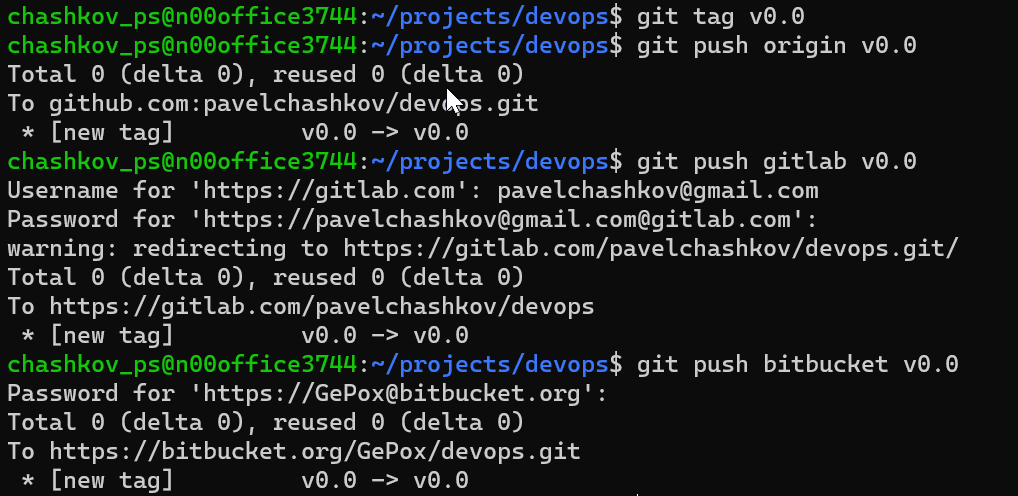 chashkov_ps@n00office3744:~/projects/devops$ git tag v0.0
chashkov_ps@n00office3744:~/projects/devops$ git push origin v0.0
Total 0 (delta 0), reused 0 (delta 0)
To github.com:pavelchashkov/devops.git
 * [new tag]         v0.0 -> v0.0
chashkov_ps@n00office3744:~/projects/devops$ git push gitlab v0.0
Username for 'https://gitlab.com': pavelchashkov@gmail.com
Password for 'https://pavelchashkov@gmail.com@gitlab.com':
warning: redirecting to https://gitlab.com/pavelchashkov/devops.git/
Total 0 (delta 0), reused 0 (delta 0)
To https://gitlab.com/pavelchashkov/devops
 * [new tag]         v0.0 -> v0.0
chashkov_ps@n00office3744:~/projects/devops$ git push bitbucket v0.0
Password for 'https://GePox@bitbucket.org':
Total 0 (delta 0), reused 0 (delta 0)
To https://bitbucket.org/GePox/devops.git
 * [new tag]         v0.0 -> v0.0